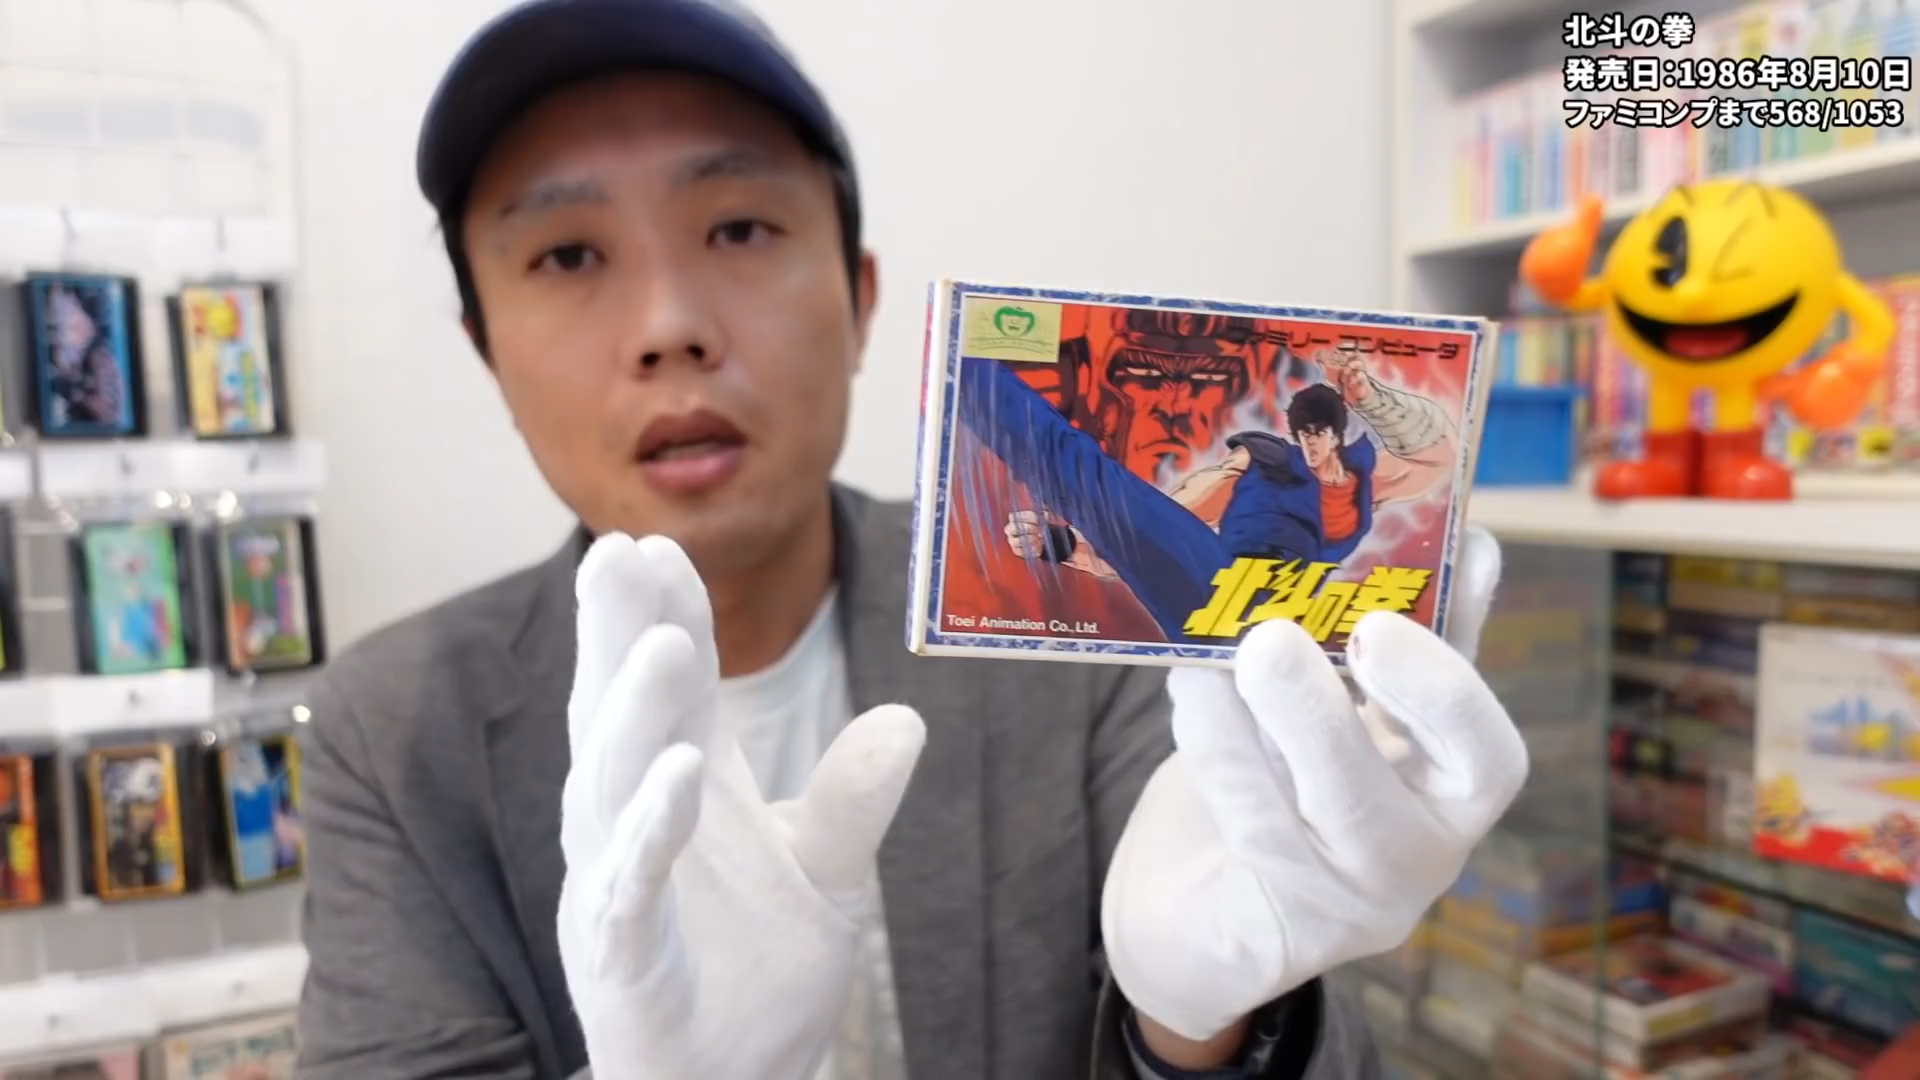 北斗の拳
発売日:1986年8月10日
ファミコンプまで568/1053
ファミリー コンピュータ
北斗の拳
Toei Animation Co., Ltd.